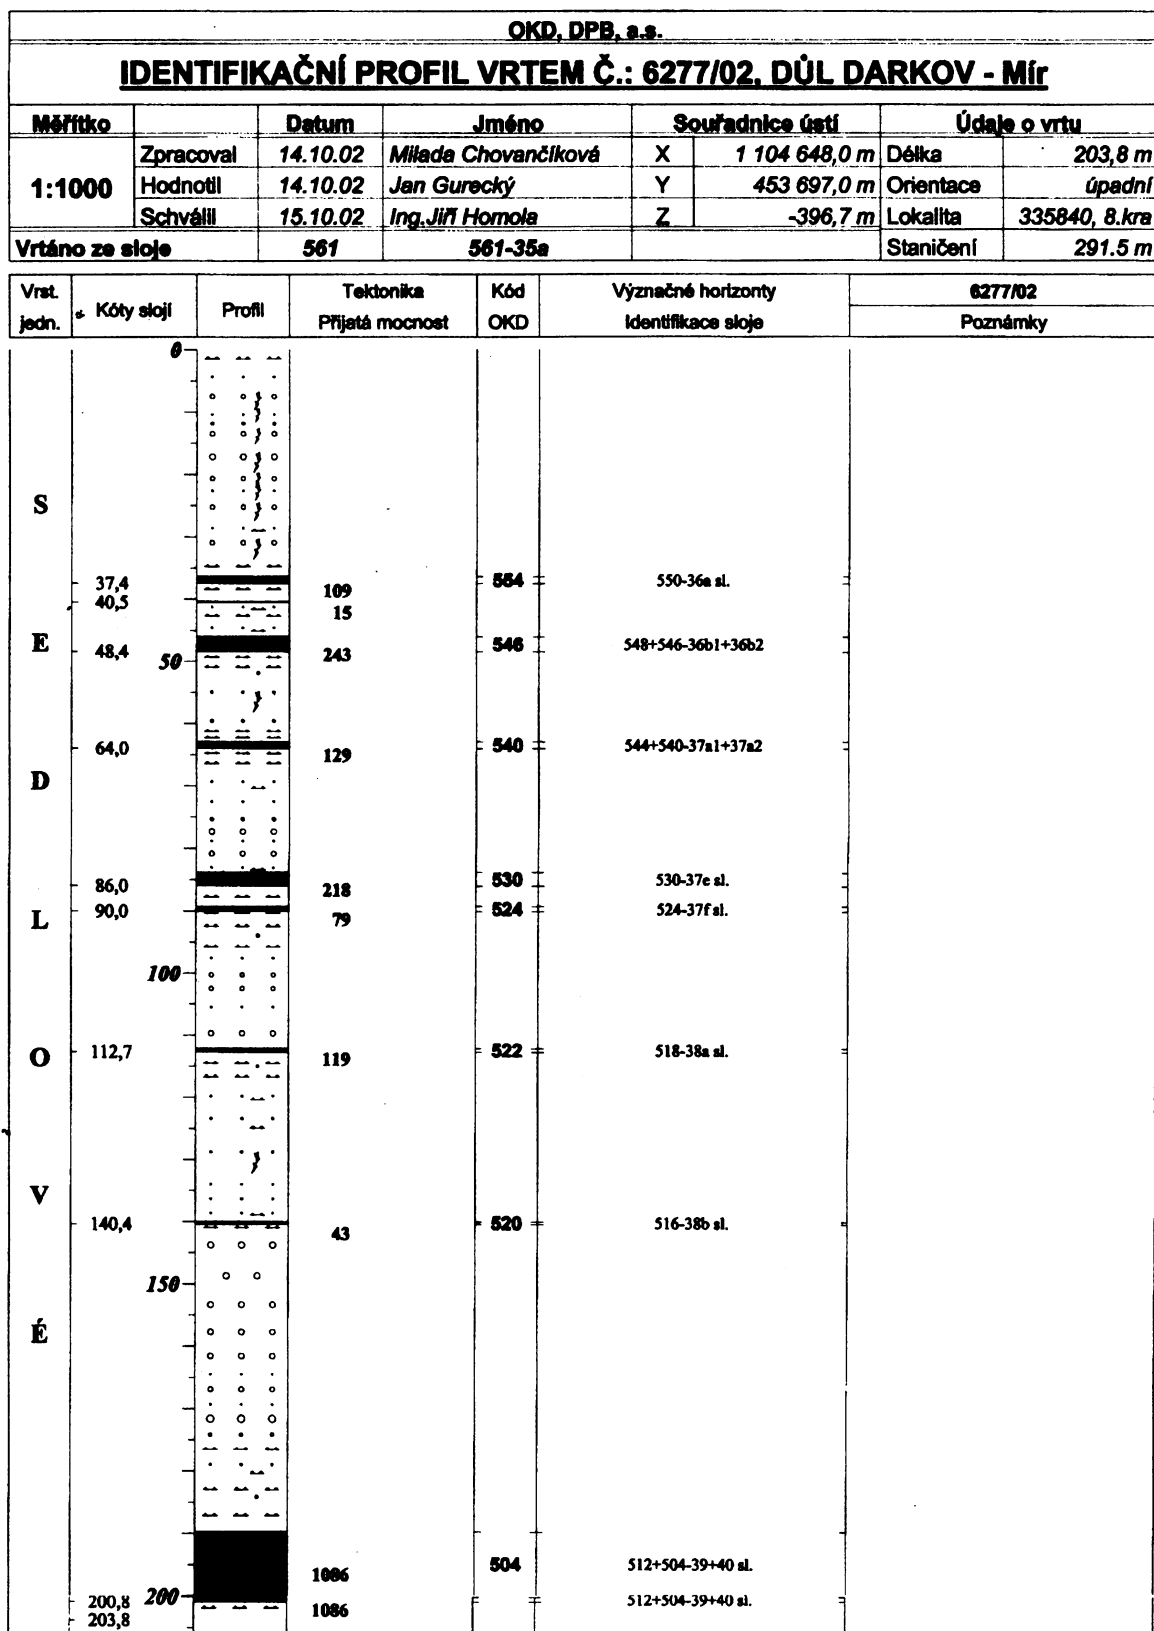 OKD, DPB, a.s.
IDENTIFIKAČNÍ PROFIL VRTEM Č.: 6277/02, DŮL DARKOV - Mír
Měřítko Datum Jméno Souřadnice ústí Údaje o vrtu
Zpracoval 14.10.02 Milada Chovančíková X 1 104 648,0 m Délka 203,8 m
1:1000 Hodnotil 14.10.02 Jan Gurecký Y 453 697,0 m Orientace úpadní
Schválil 15.10.02 Ing.Jiří Homola Z -396,7 m Lokalita 335840, 8.kra
Vrtáno ze sloje 561 561-35a Staničení 291.5 m
Vrst. jedn. Kóty slojí Profil Tektonika Přijatá mocnost Kód OKD Význačné horizonty Identifikace sloje 6277/02 Poznámky
0
S
37,4 109 554 550-36a sl.
40,5 15
E
48,4 243 546 548+546-36b1+36b2
50
64,0 129 540 544+540-37a1+37a2
D
86,0 218 530 530-37e sl.
L 90,0 79 524 524-37f sl.
100
O 112,7 119 522 518-38a sl.
V
140,4 43 520 516-38b sl.
150
É
1086 504 512+504-39+40 sl.
200,8 200 1086 512+504-39+40 sl.
203,8